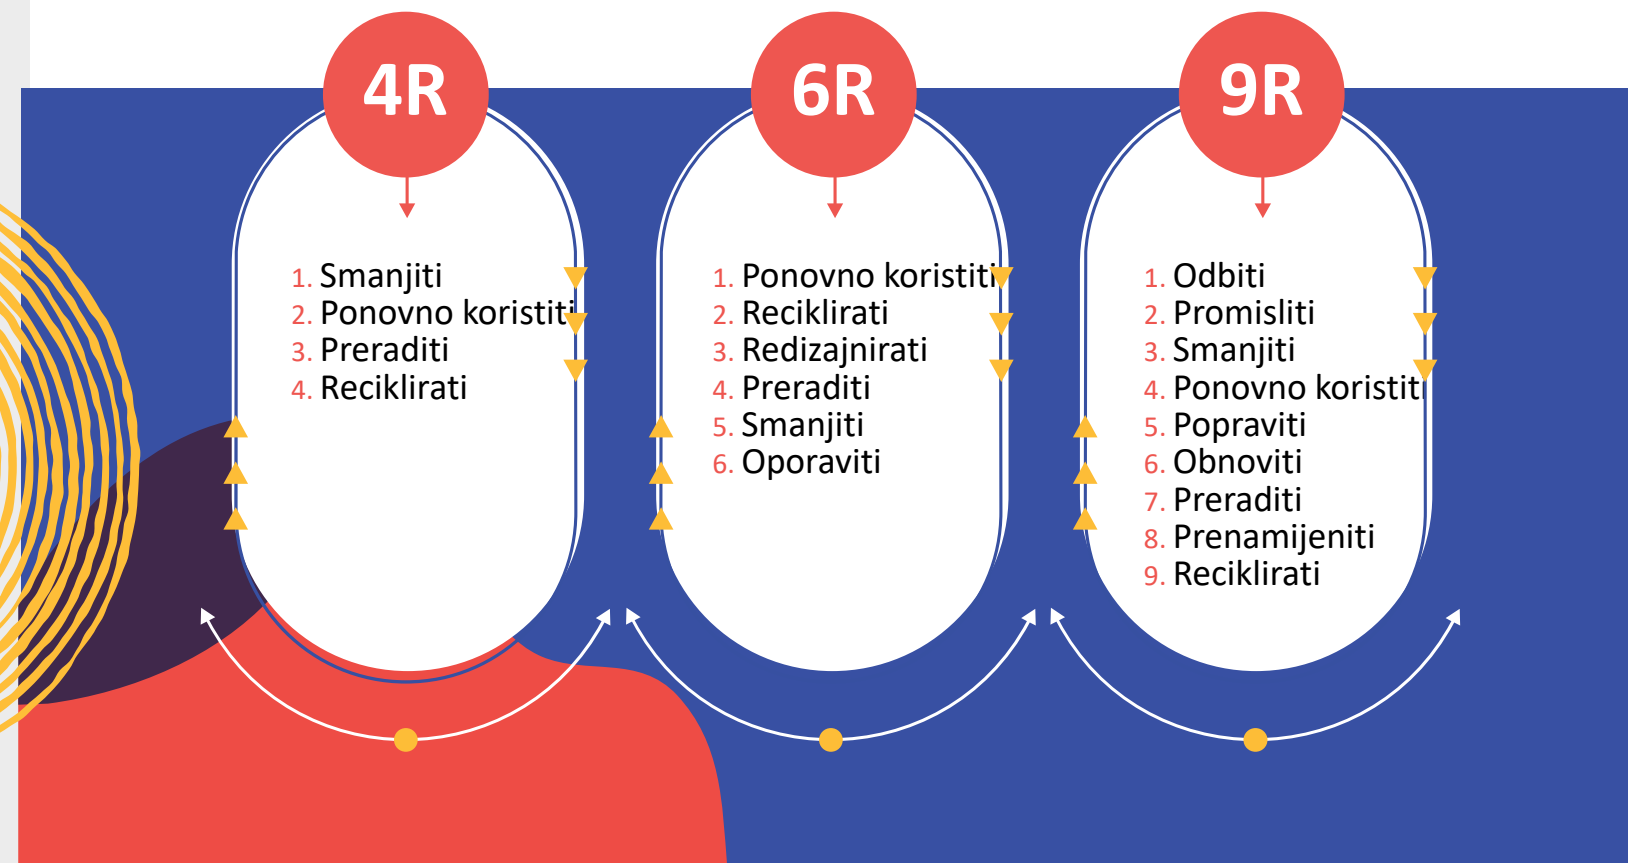 4R
1. Smanjiti
2. Ponovno koristiti
3. Preraditi
4. Reciklirati
6R
1. Ponovno koristiti
2. Reciklirati
3. Redizajnirati
4. Preraditi
5. Smanjiti
6. Oporaviti
9R
1. Odbiti
2. Promisliti
3. Smanjiti
4. Ponovno koristiti
5. Popraviti
6. Obnoviti
7. Preraditi
8. Prenamijeniti
9. Reciklirati